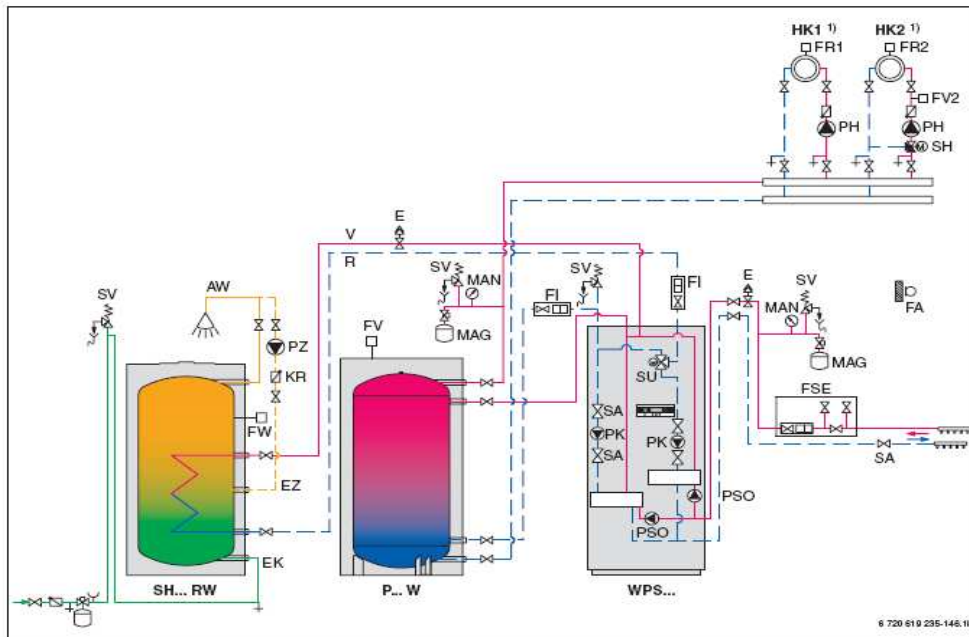 HK1 1) HK2 1)
FR1 FR2
FV2
PH PH
SH
E
V
R
SV MAN
SV
FI
FI
E
SV
MAN
FA
SV
AW
FV
MAG
MAG
PZ
KR
SU
FSE
FW
SA
PK PK
SA
SA
EZ
PSO
PSO
EK
SH... RW P... W WPS...
6 720 619 235-146.1I